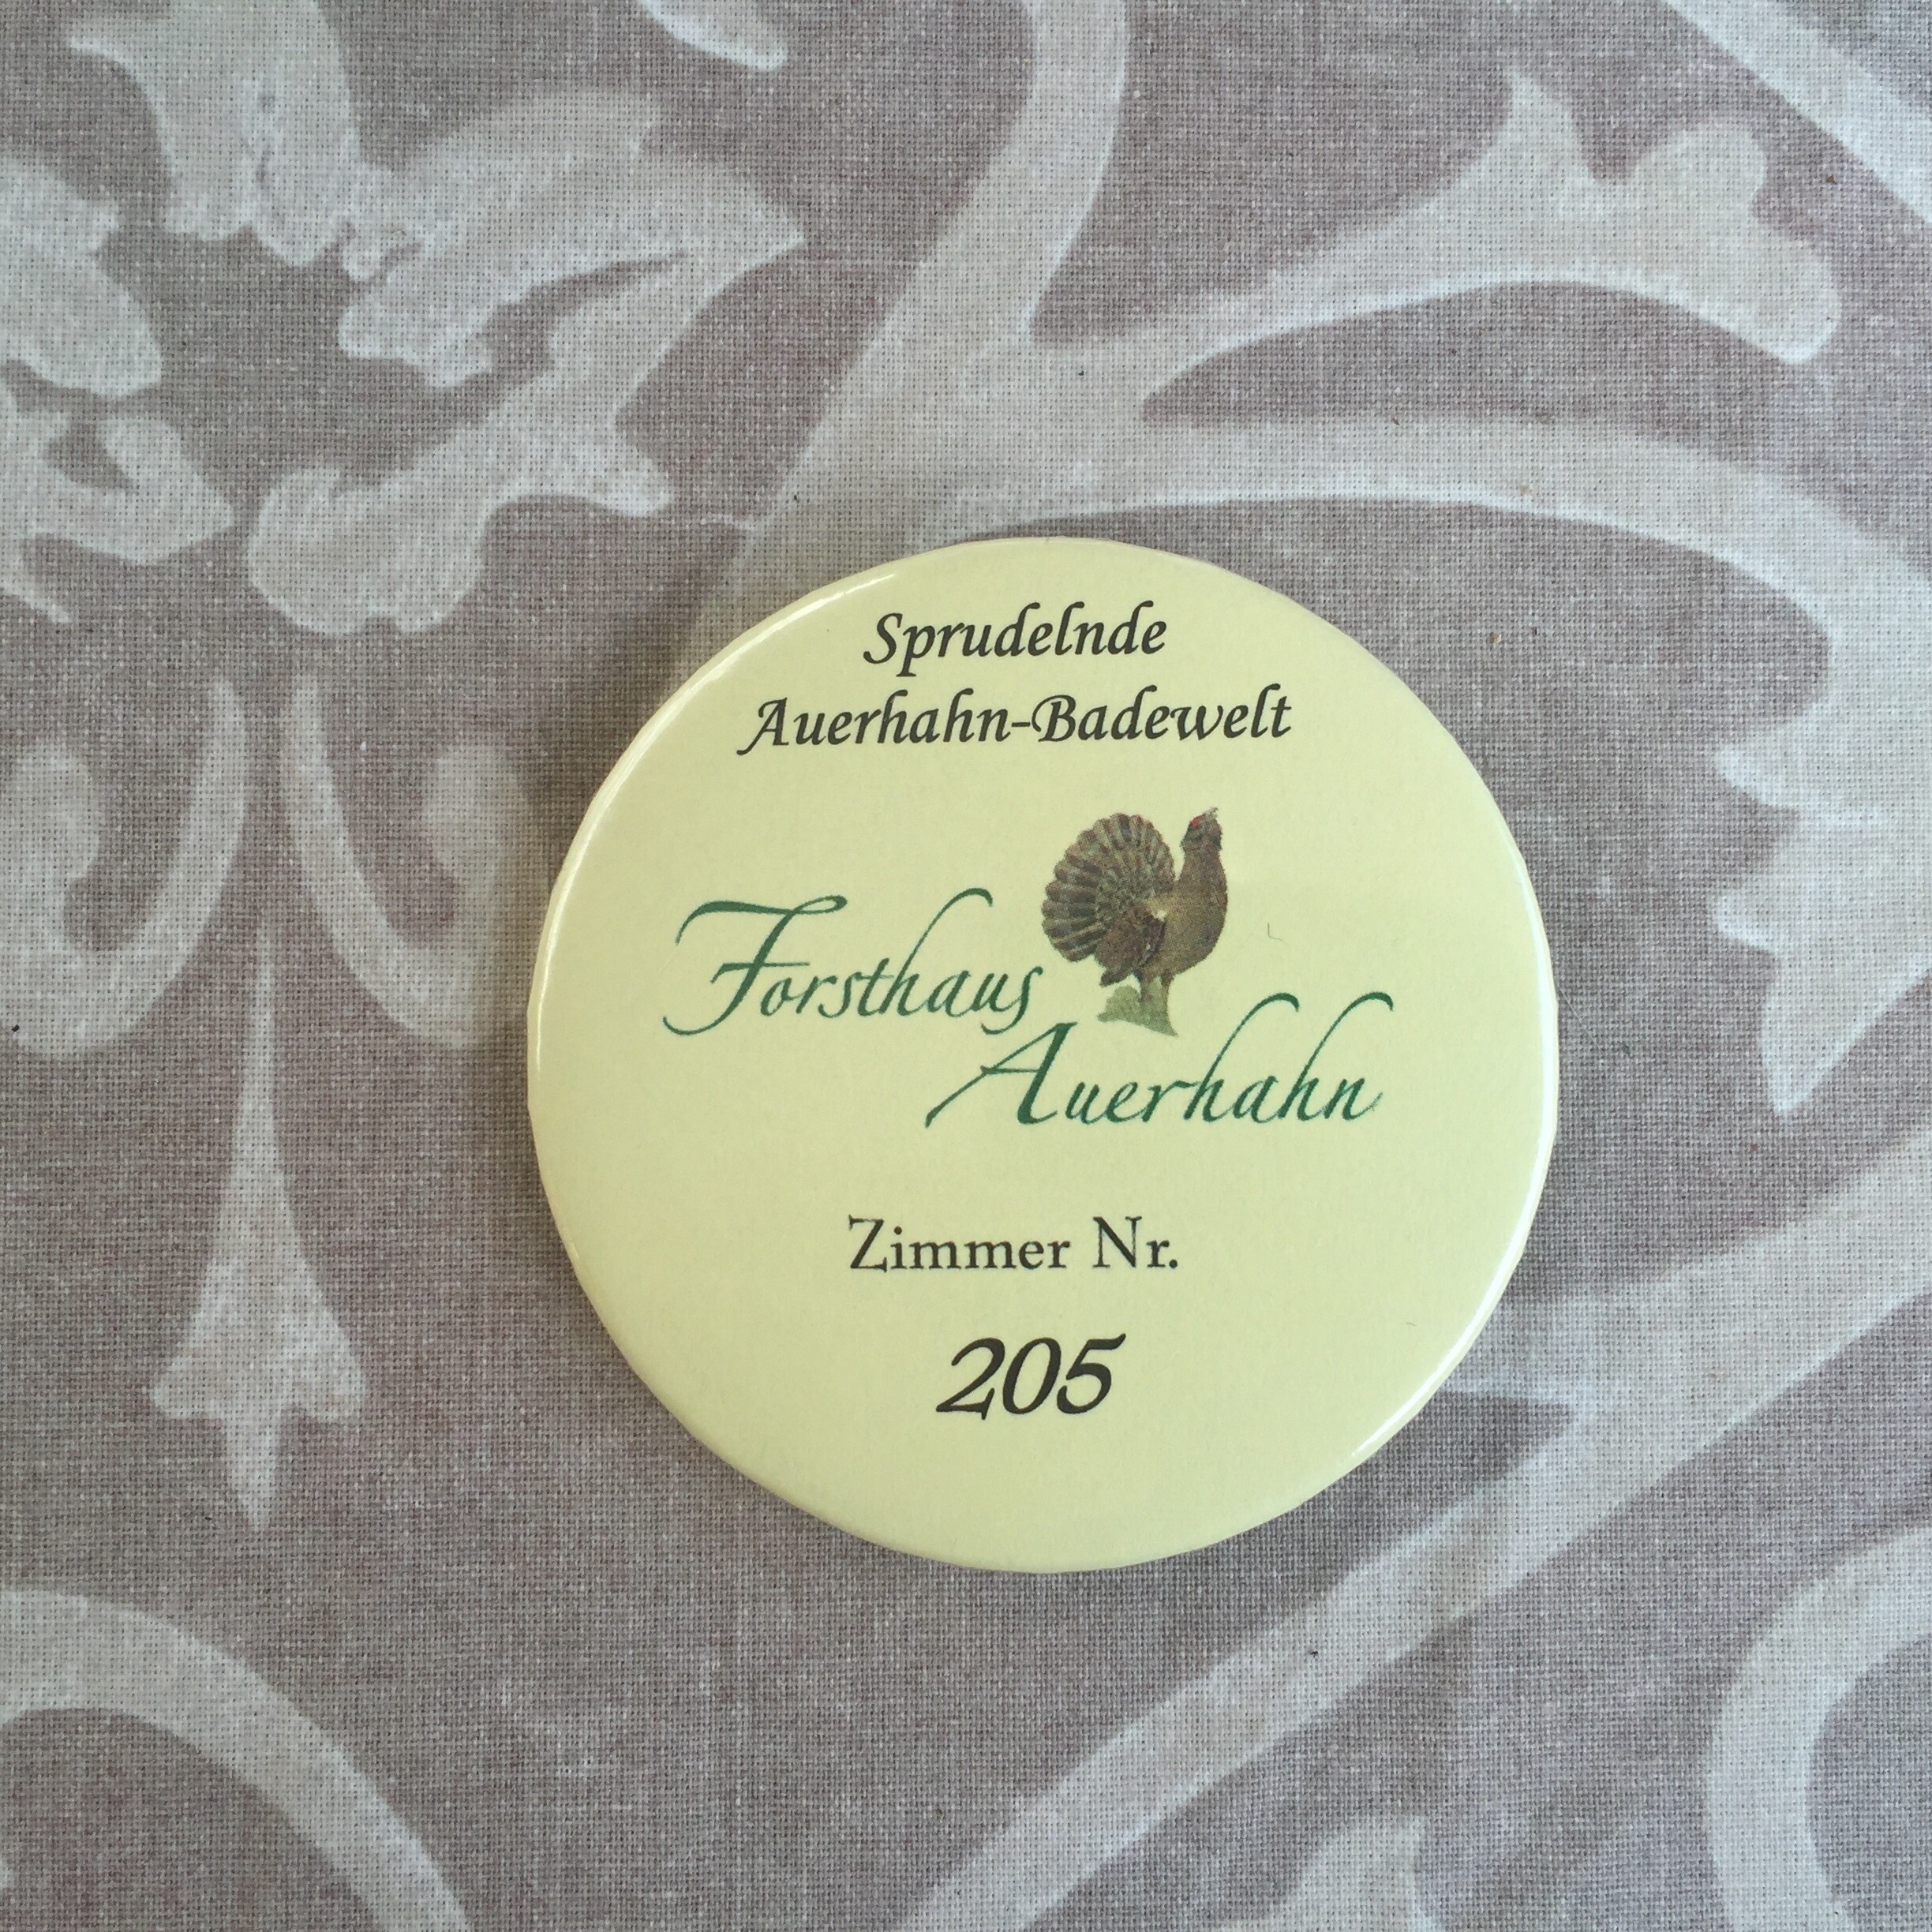 Sprudelnde
Auerhahn-Badewelt
Forsthaus
Auerhahn
Zimmer Nr.
205